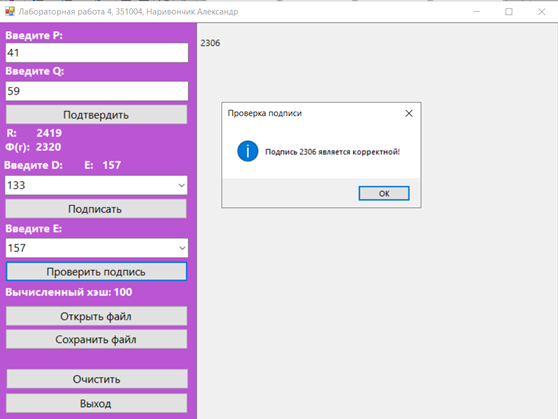 Лабораторная работа 4, 351004, Наривончик Александр
Введите P:
41
Введите Q:
59
Подтвердить
R: 2419
Ф(r): 2320
Введите D: E: 157
133
Подписать
Введите E:
157
Проверить подпись
Вычисленный хэш: 100
Открыть файл
Сохранить файл
Очистить
Выход
2306
Проверка подписи
Подпись 2306 является корректной!
ОК